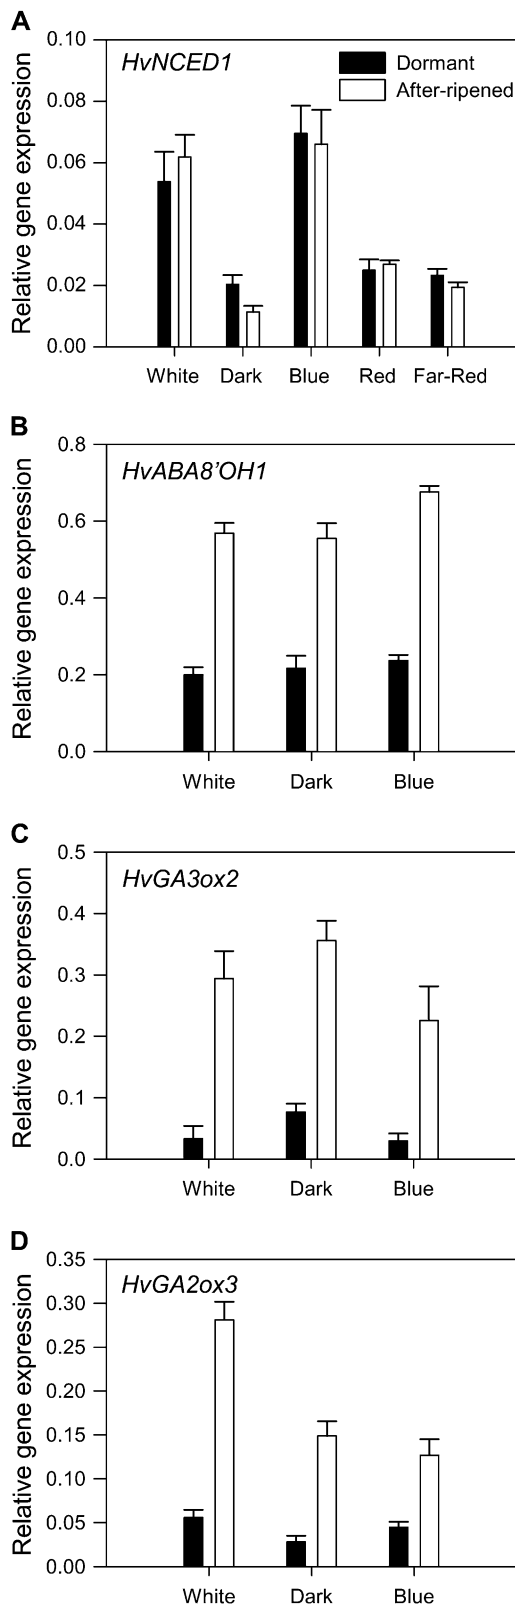 A
Relative gene expression
HvNCED1
Dormant
After-ripened
0.10
0.08
0.06
0.04
0.02
0.00
White Dark Blue Red Far-Red
B
Relative gene expression
HvABA8’OH1
0.8
0.6
0.4
0.2
0.0
White Dark Blue
C
Relative gene expression
HvGA3ox2
0.5
0.4
0.3
0.2
0.1
0.0
White Dark Blue
D
Relative gene expression
HvGA2ox3
0.35
0.30
0.25
0.20
0.15
0.10
0.05
0.00
White Dark Blue